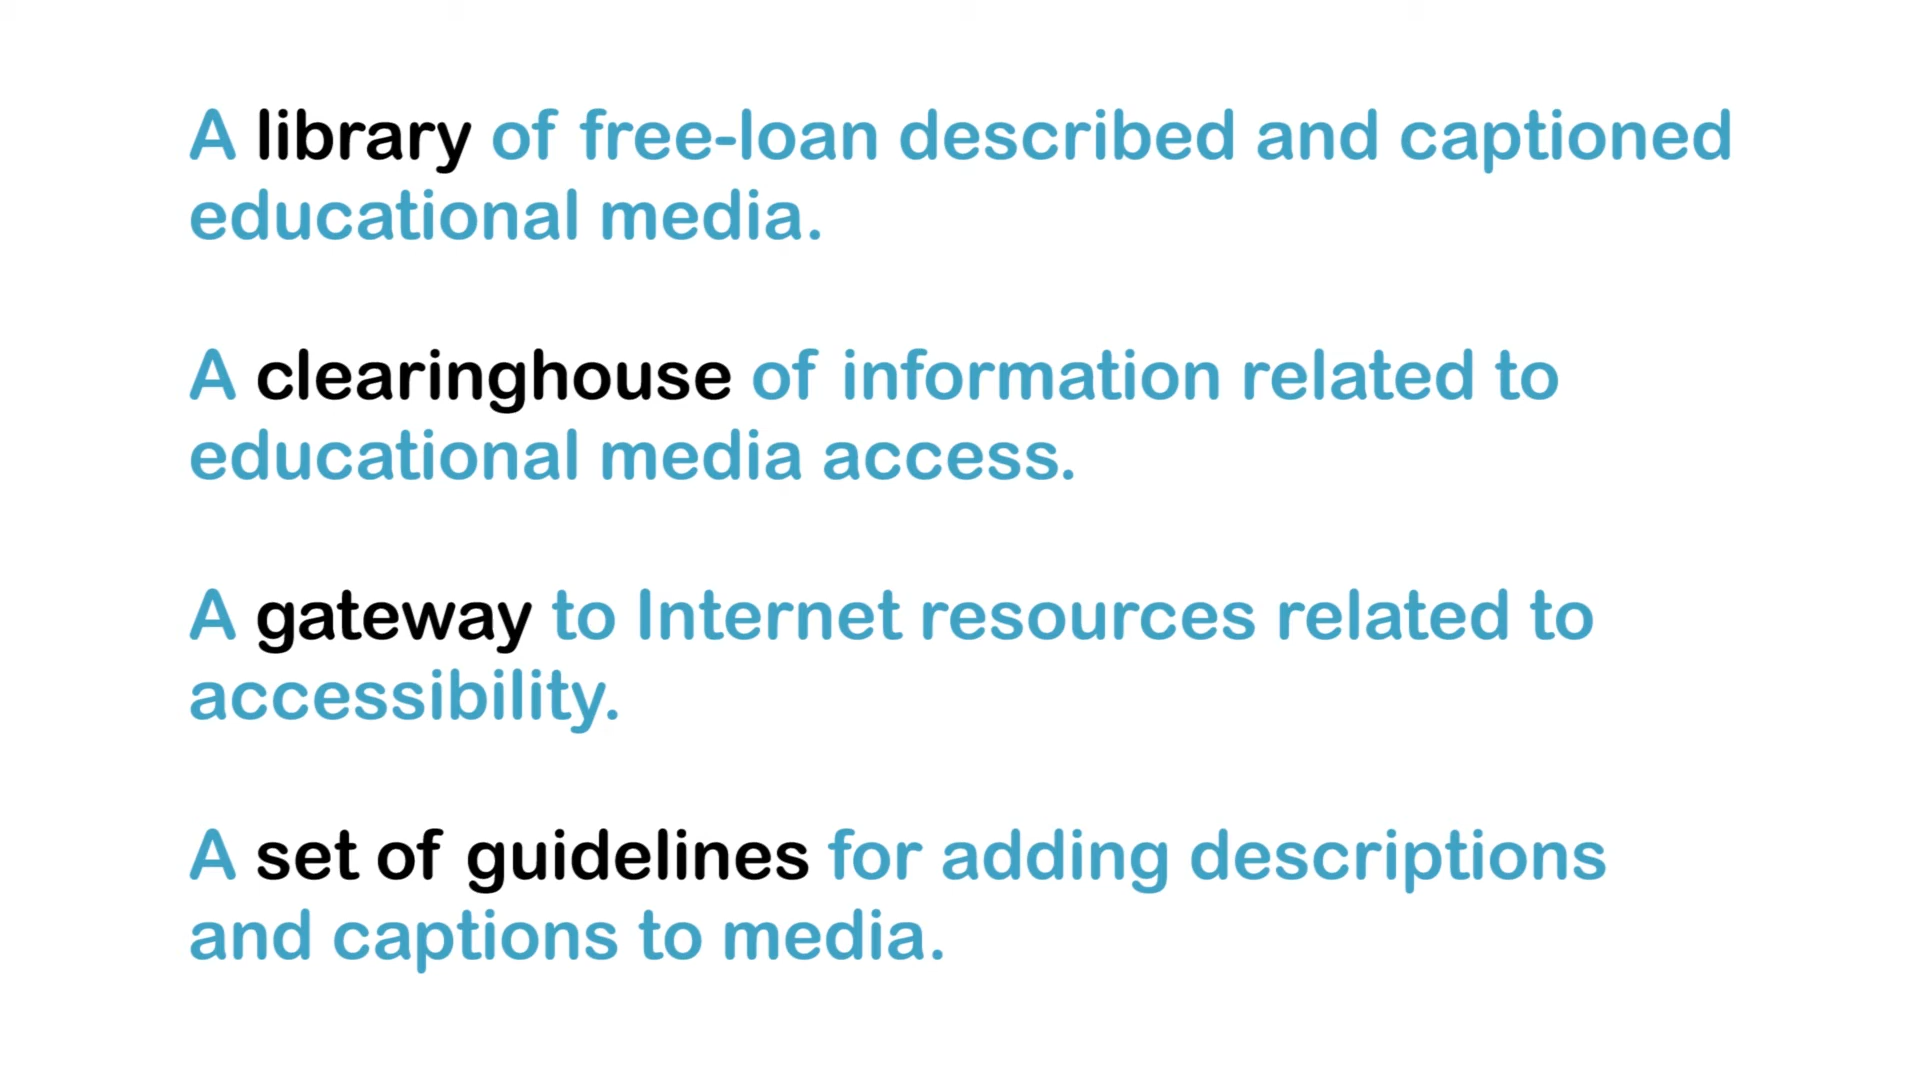 A library of free-loan described and captioned
educational media.
A clearinghouse of information related to
educational media access.
A gateway to Internet resources related to
accessibility.
A set of guidelines for adding descriptions
and captions to media.